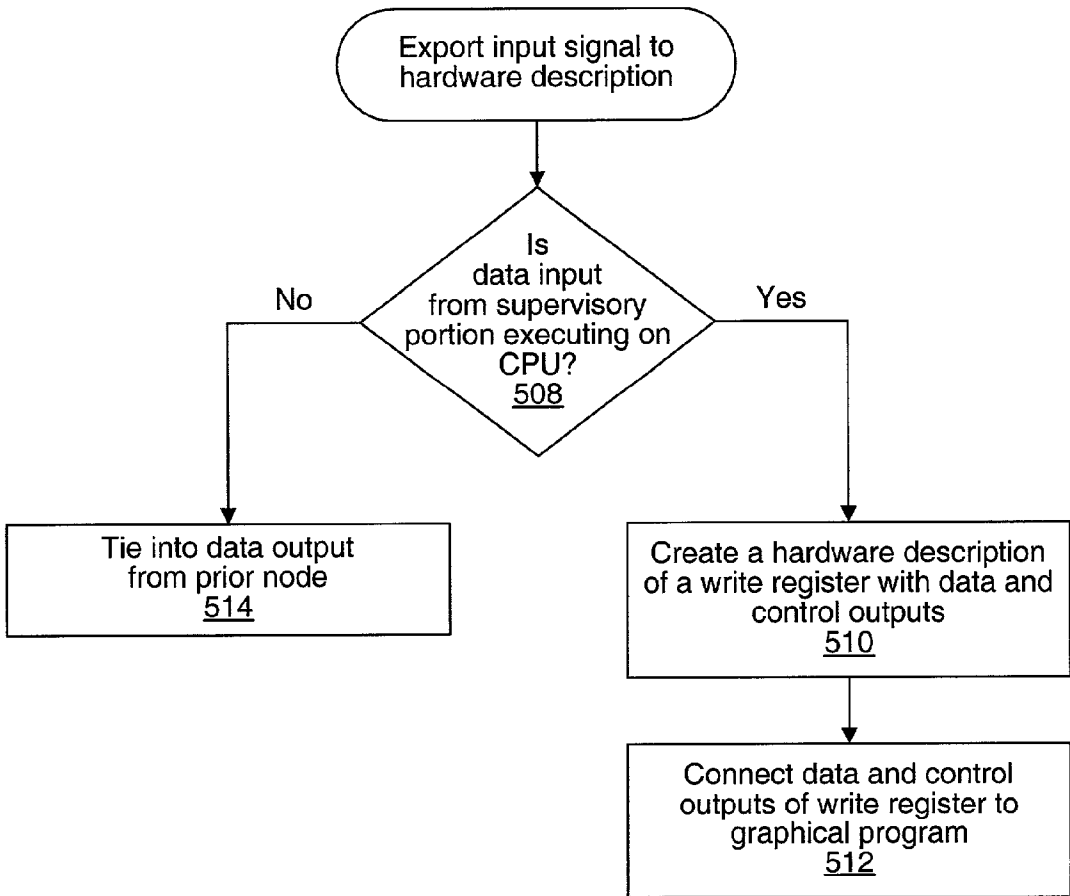 Export input signal to
hardware description
Is
data input
from supervisory
portion executing on
CPU?
508
No
Yes
Tie into data output
from prior node
514
Create a hardware description
of a write register with data and
control outputs
510
Connect data and control
outputs of write register to
graphical program
512